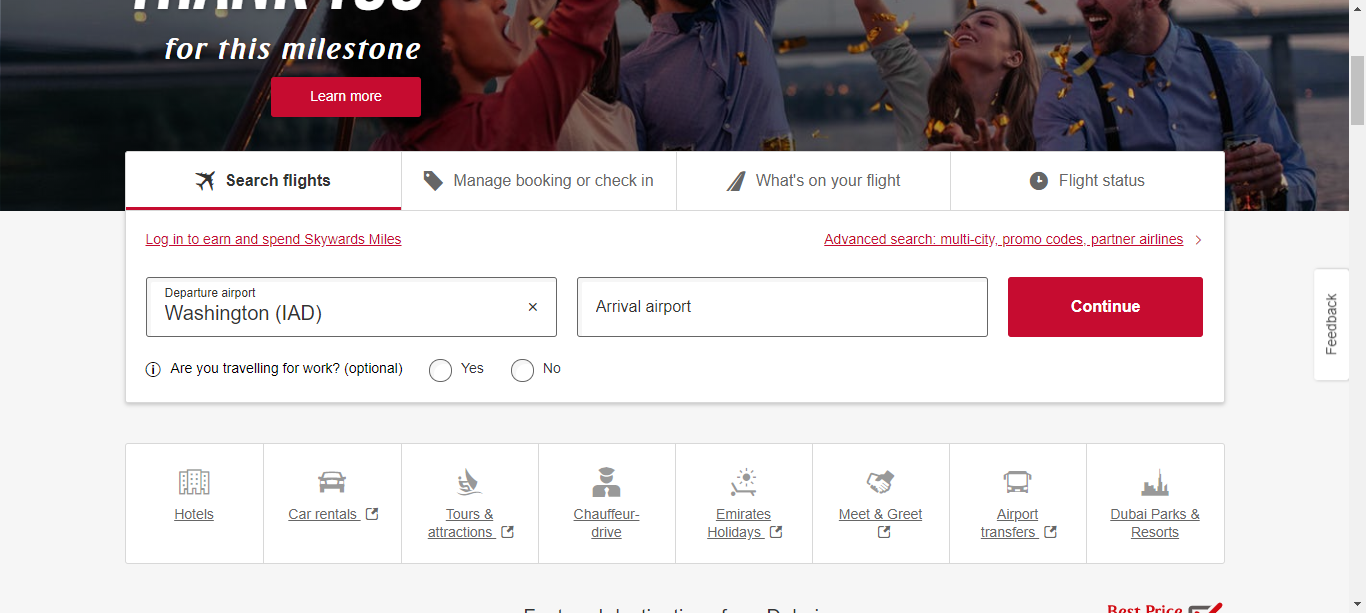 THANK YOU
for this milestone
Learn more
Search flights
Manage booking or check in
What's on your flight
Flight status
Log in to earn and spend Skywards Miles
Advanced search: multi-city, promo codes, partner airlines
Departure airport
Washington (IAD)
Arrival airport
Continue
Are you travelling for work? (optional)
Yes
No
Feedback
Hotels
Car rentals
Tours &
attractions
Chauffeur-
drive
Emirates
Holidays
Meet & Greet
Airport
transfers
Dubai Parks &
Resorts
Best Price